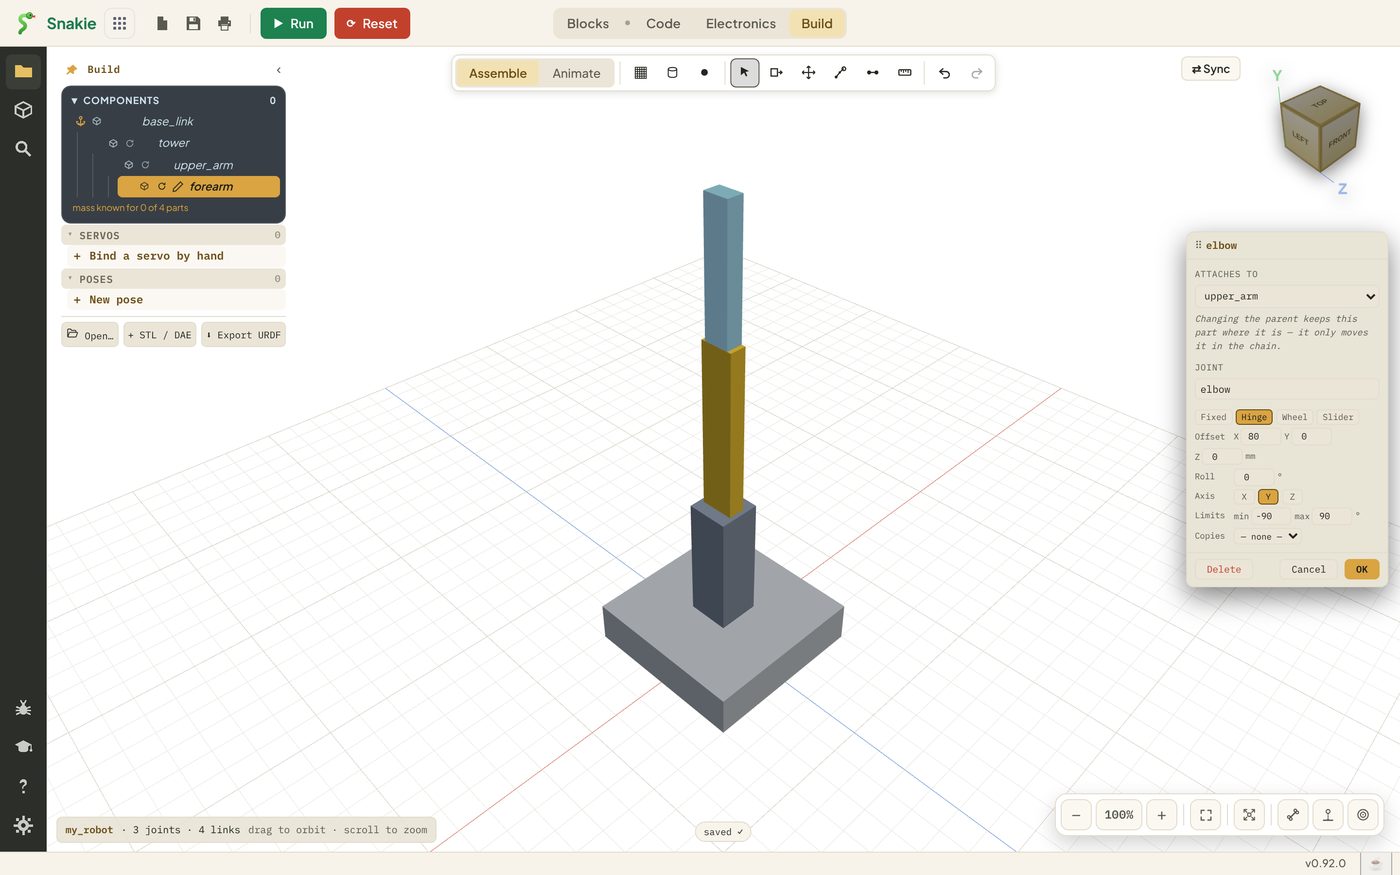 Snakie
Run
Reset
Blocks
Code
Electronics
Build
Build
COMPONENTS 0
base_link
tower
upper_arm
forearm
mass known for 0 of 4 parts
SERVOS 0
+ Bind a servo by hand
POSES 0
+ New pose
Open…
+ STL / DAE
Export URDF
Assemble
Animate
Sync
Y
TOP
LEFT
FRONT
Z
elbow
ATTACHES TO
upper_arm
Changing the parent keeps this
part where it is — it only moves
it in the chain.
JOINT
elbow
Fixed Hinge Wheel Slider
Offset X 80 Y 0
Z 0 mm
Roll 0 °
Axis X Y Z
Limits min -90 max 90 °
Copies — none —
Delete Cancel OK
my_robot · 3 joints · 4 links drag to orbit · scroll to zoom
saved ✓
− 100% +
v0.92.0